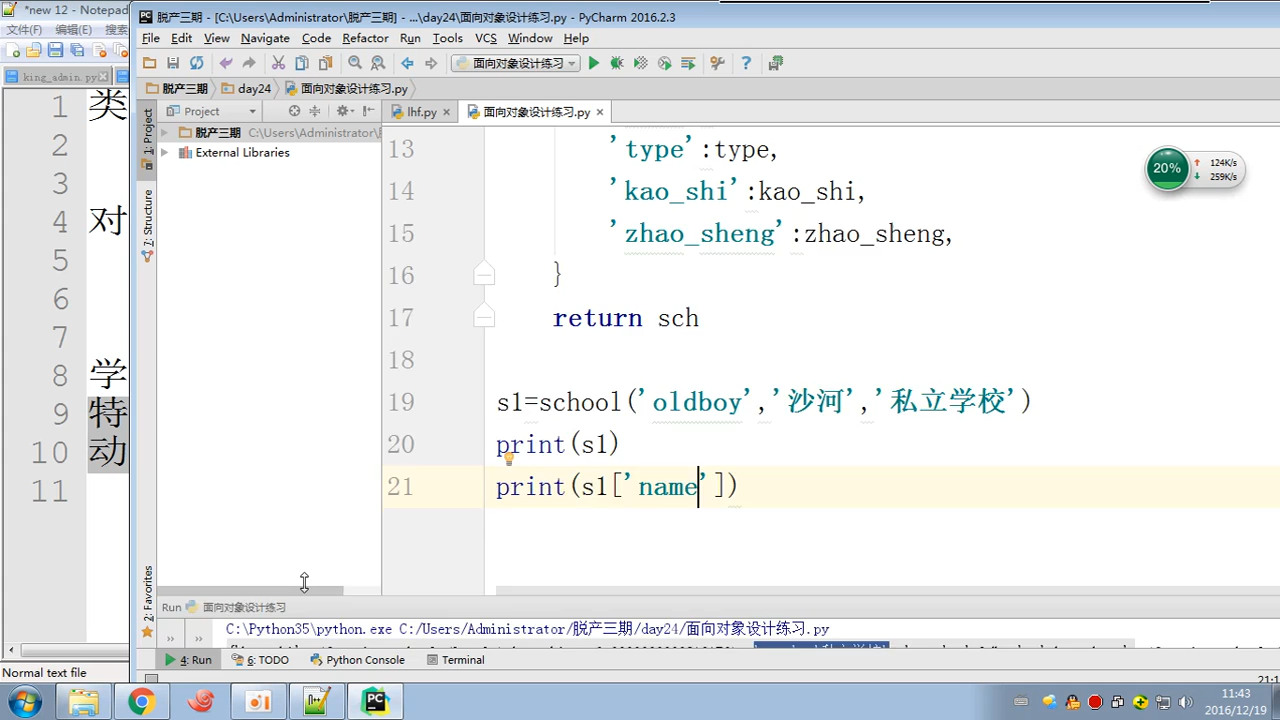 *new 12 - Notepad
文件(F) 编辑(E) 搜索
king_admin.py
1 类
2
3
4 对
5
6
7
8 学
9 特
10 动
11
Normal text file
脱产三期 - [C:\Users\Administrator\脱产三期] - ...\day24\面向对象设计练习.py - PyCharm 2016.2.3
File Edit View Navigate Code Refactor Run Tools VCS Window Help
面向对象设计练习
脱产三期 day24 面向对象设计练习.py
Project
lhf.py 面向对象设计练习.py
1: Project
脱产三期 C:\Users\Administrator\
External Libraries
7: Structure
2: Favorites
13 'type':type,
14 'kao_shi':kao_shi,
15 'zhao_sheng':zhao_sheng,
16 }
17 return sch
18
19 s1=school('oldboy','沙河','私立学校')
20 print(s1)
21 print(s1['name'])
20% 124K/s
259K/s
Run 面向对象设计练习
C:\Python35\python.exe C:/Users/Administrator/脱产三期/day24/面向对象设计练习.py
4: Run 6: TODO Python Console Terminal
11:43
2016/12/19